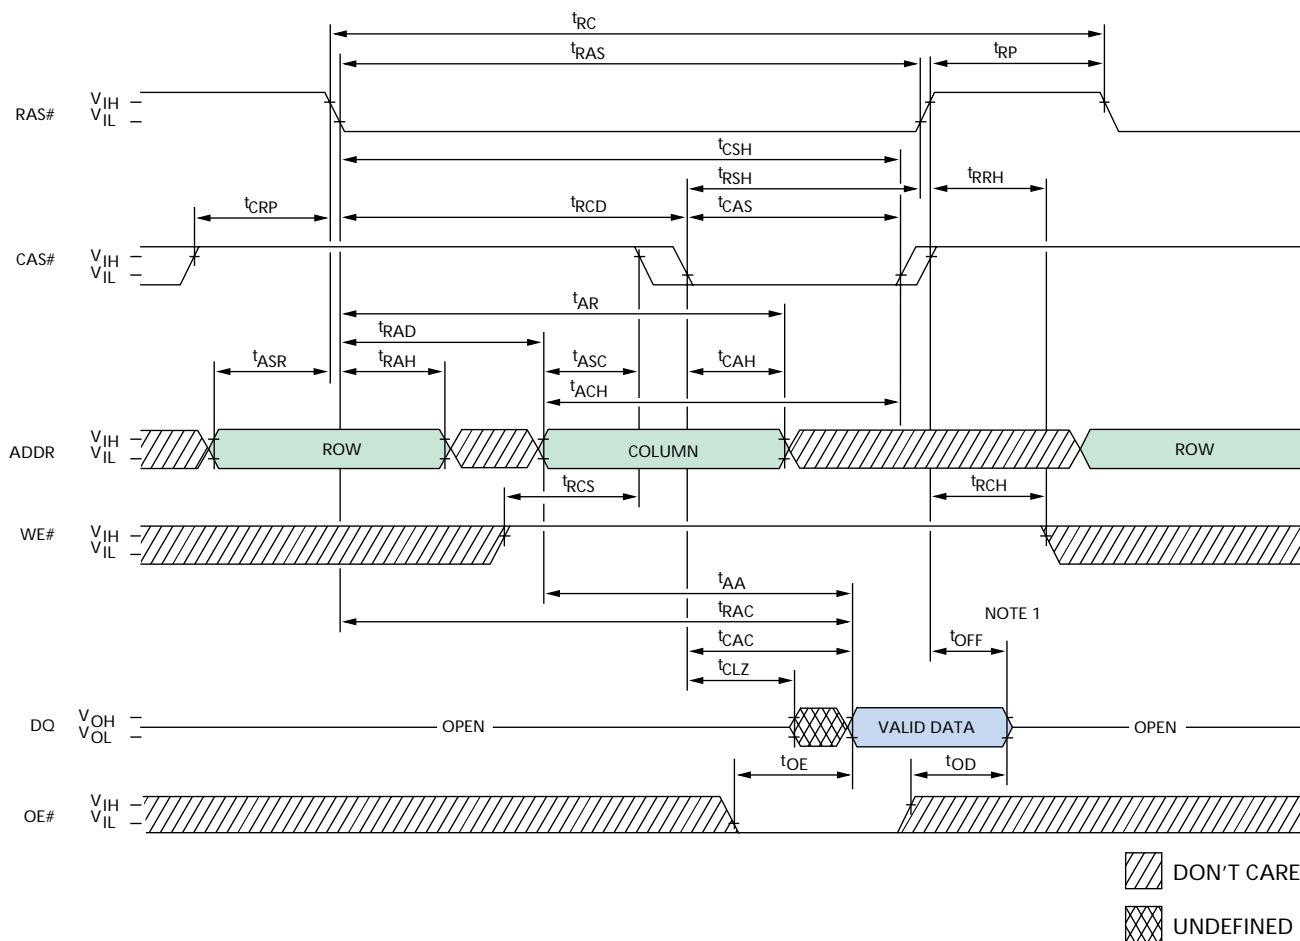 tRC
tRAS
tRP
RAS#
VIH
VIL
tCSH
tRSH
tRRH
tCRP
tRCD
tCAS
CAS#
VIH
VIL
tAR
tRAD
tASR
tRAH
tASC
tCAH
tACH
ADDR
VIH
VIL
ROW
COLUMN
ROW
tRCS
tRCH
WE#
VIH
VIL
tAA
tRAC
NOTE 1
tCAC
tOFF
tCLZ
DQ
VOH
VOL
OPEN
VALID DATA
OPEN
tOE
tOD
OE#
VIH
VIL
DON'T CARE
UNDEFINED